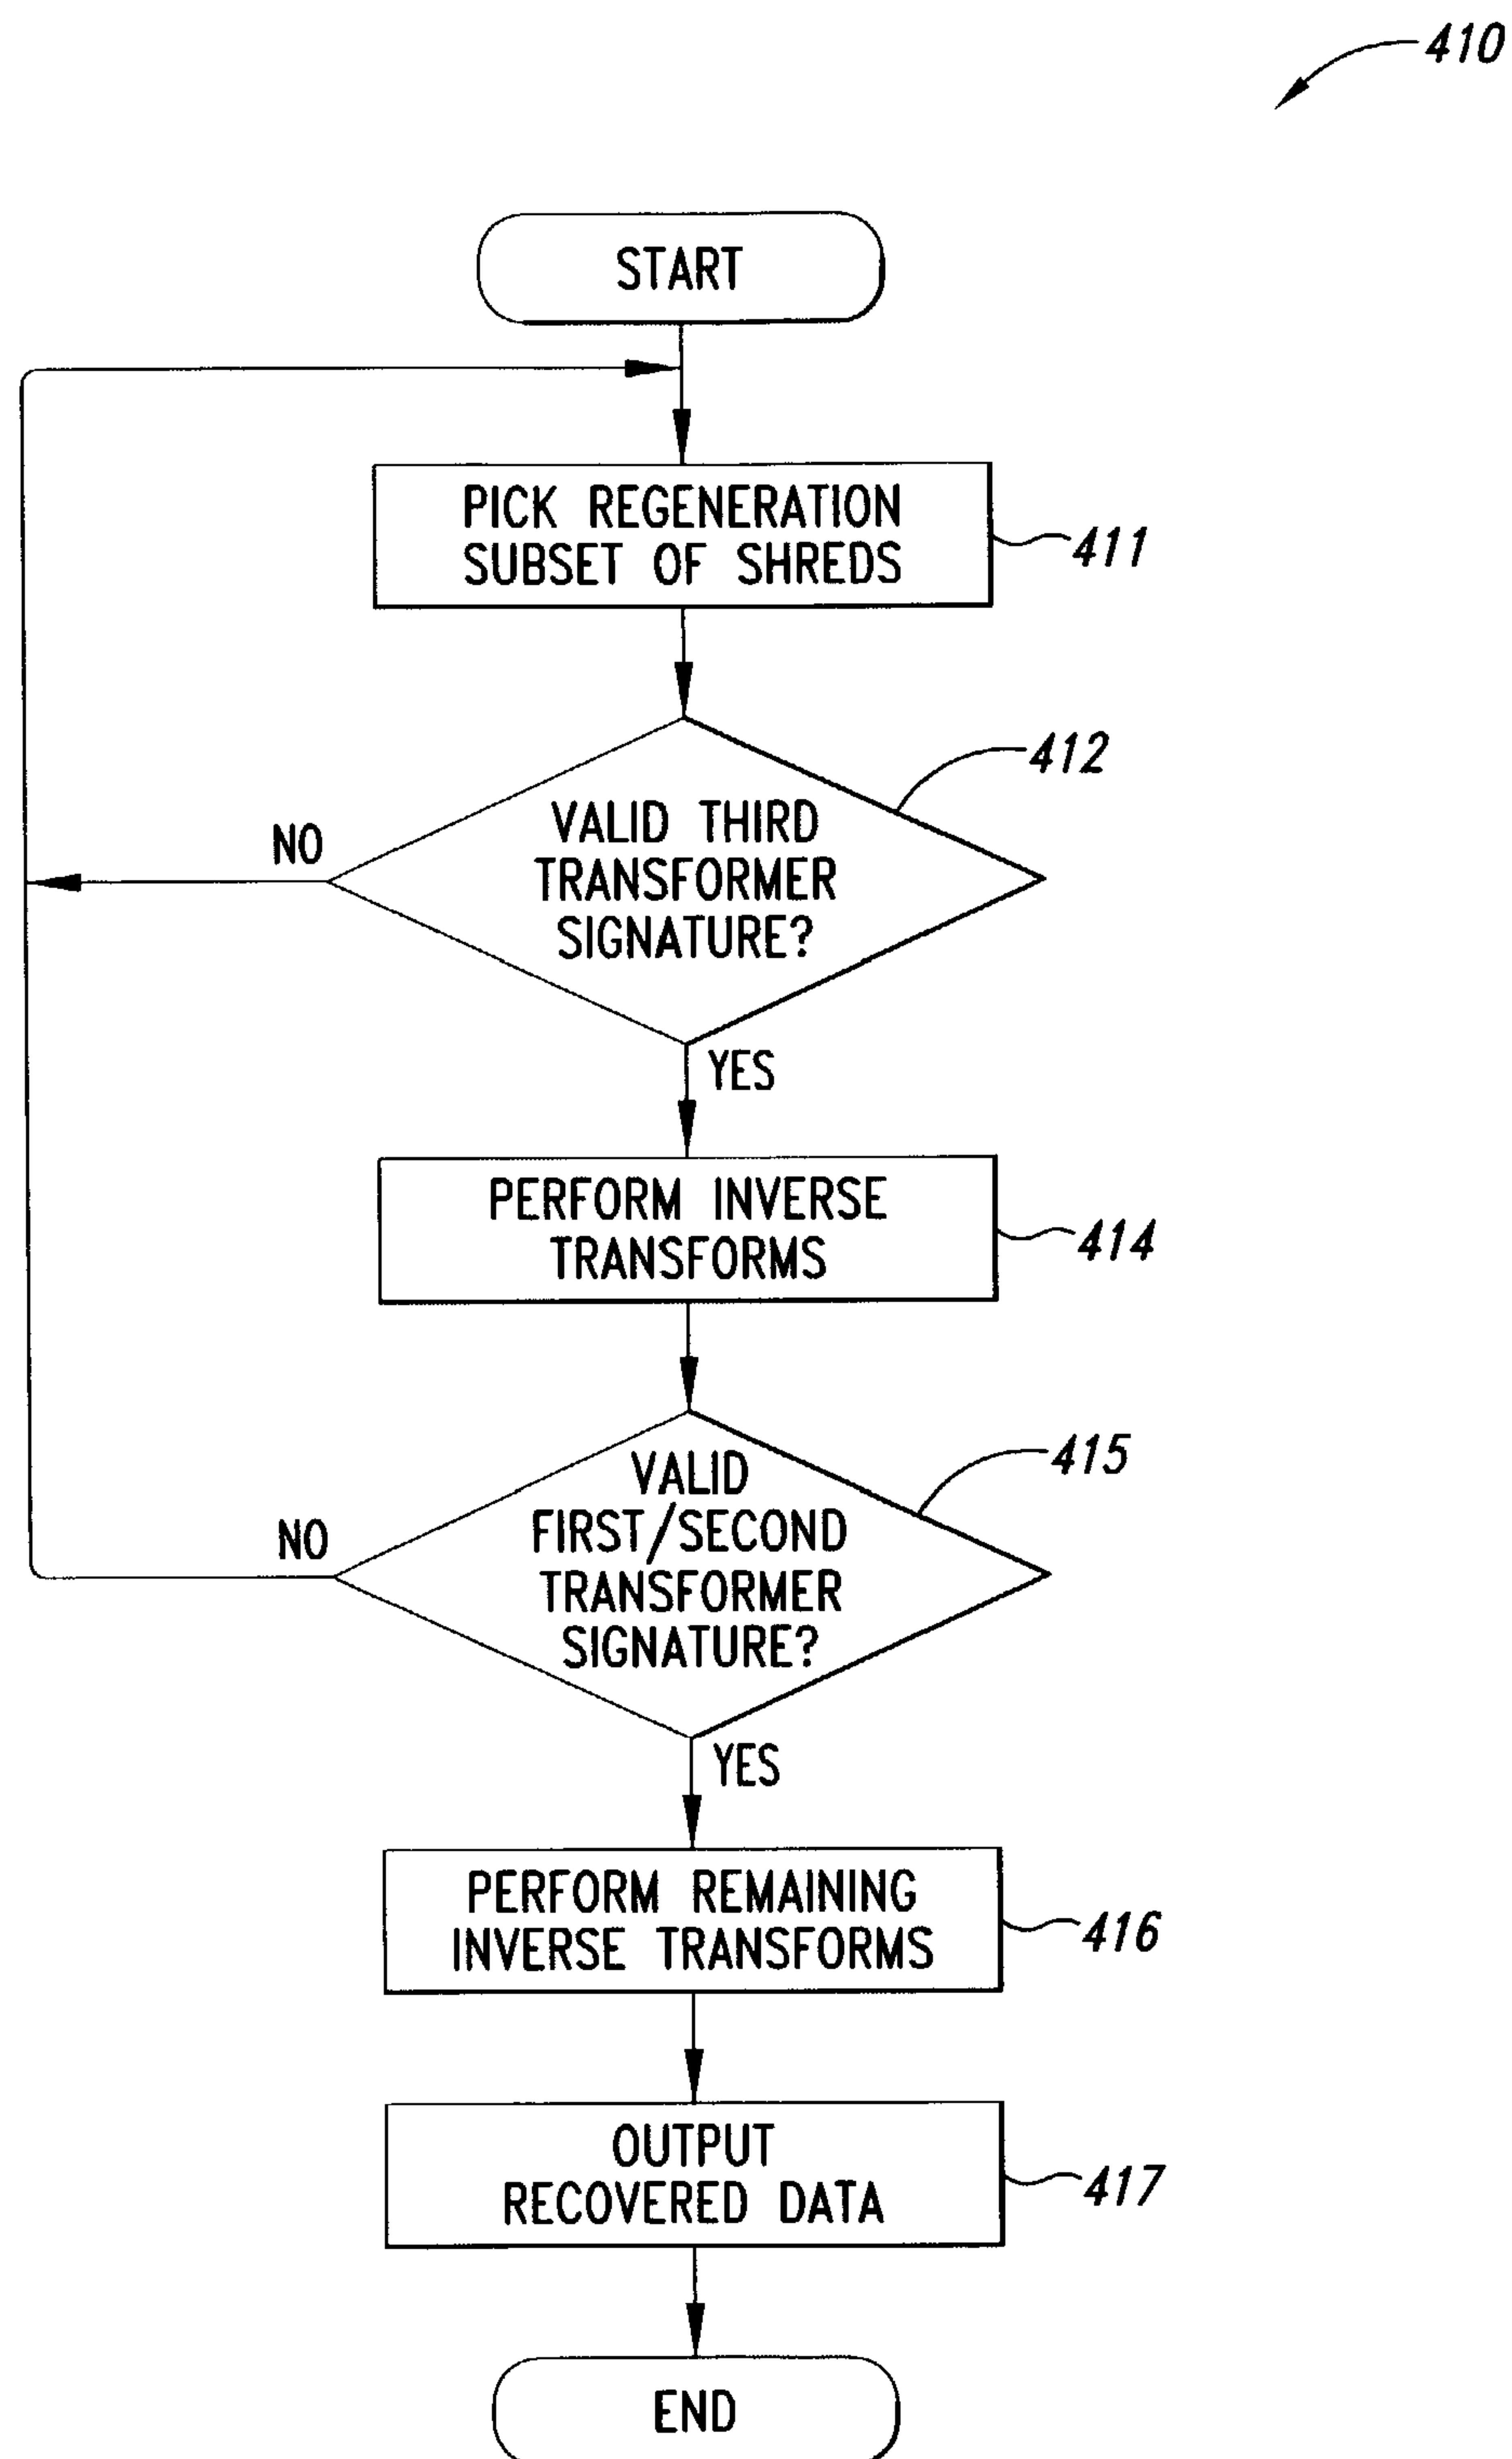 410
START
PICK REGENERATION
SUBSET OF SHREDS
411
412
VALID THIRD
TRANSFORMER
SIGNATURE?
NO
YES
PERFORM INVERSE
TRANSFORMS
414
415
VALID
FIRST/SECOND
TRANSFORMER
SIGNATURE?
NO
YES
PERFORM REMAINING
INVERSE TRANSFORMS
416
OUTPUT
RECOVERED DATA
417
END